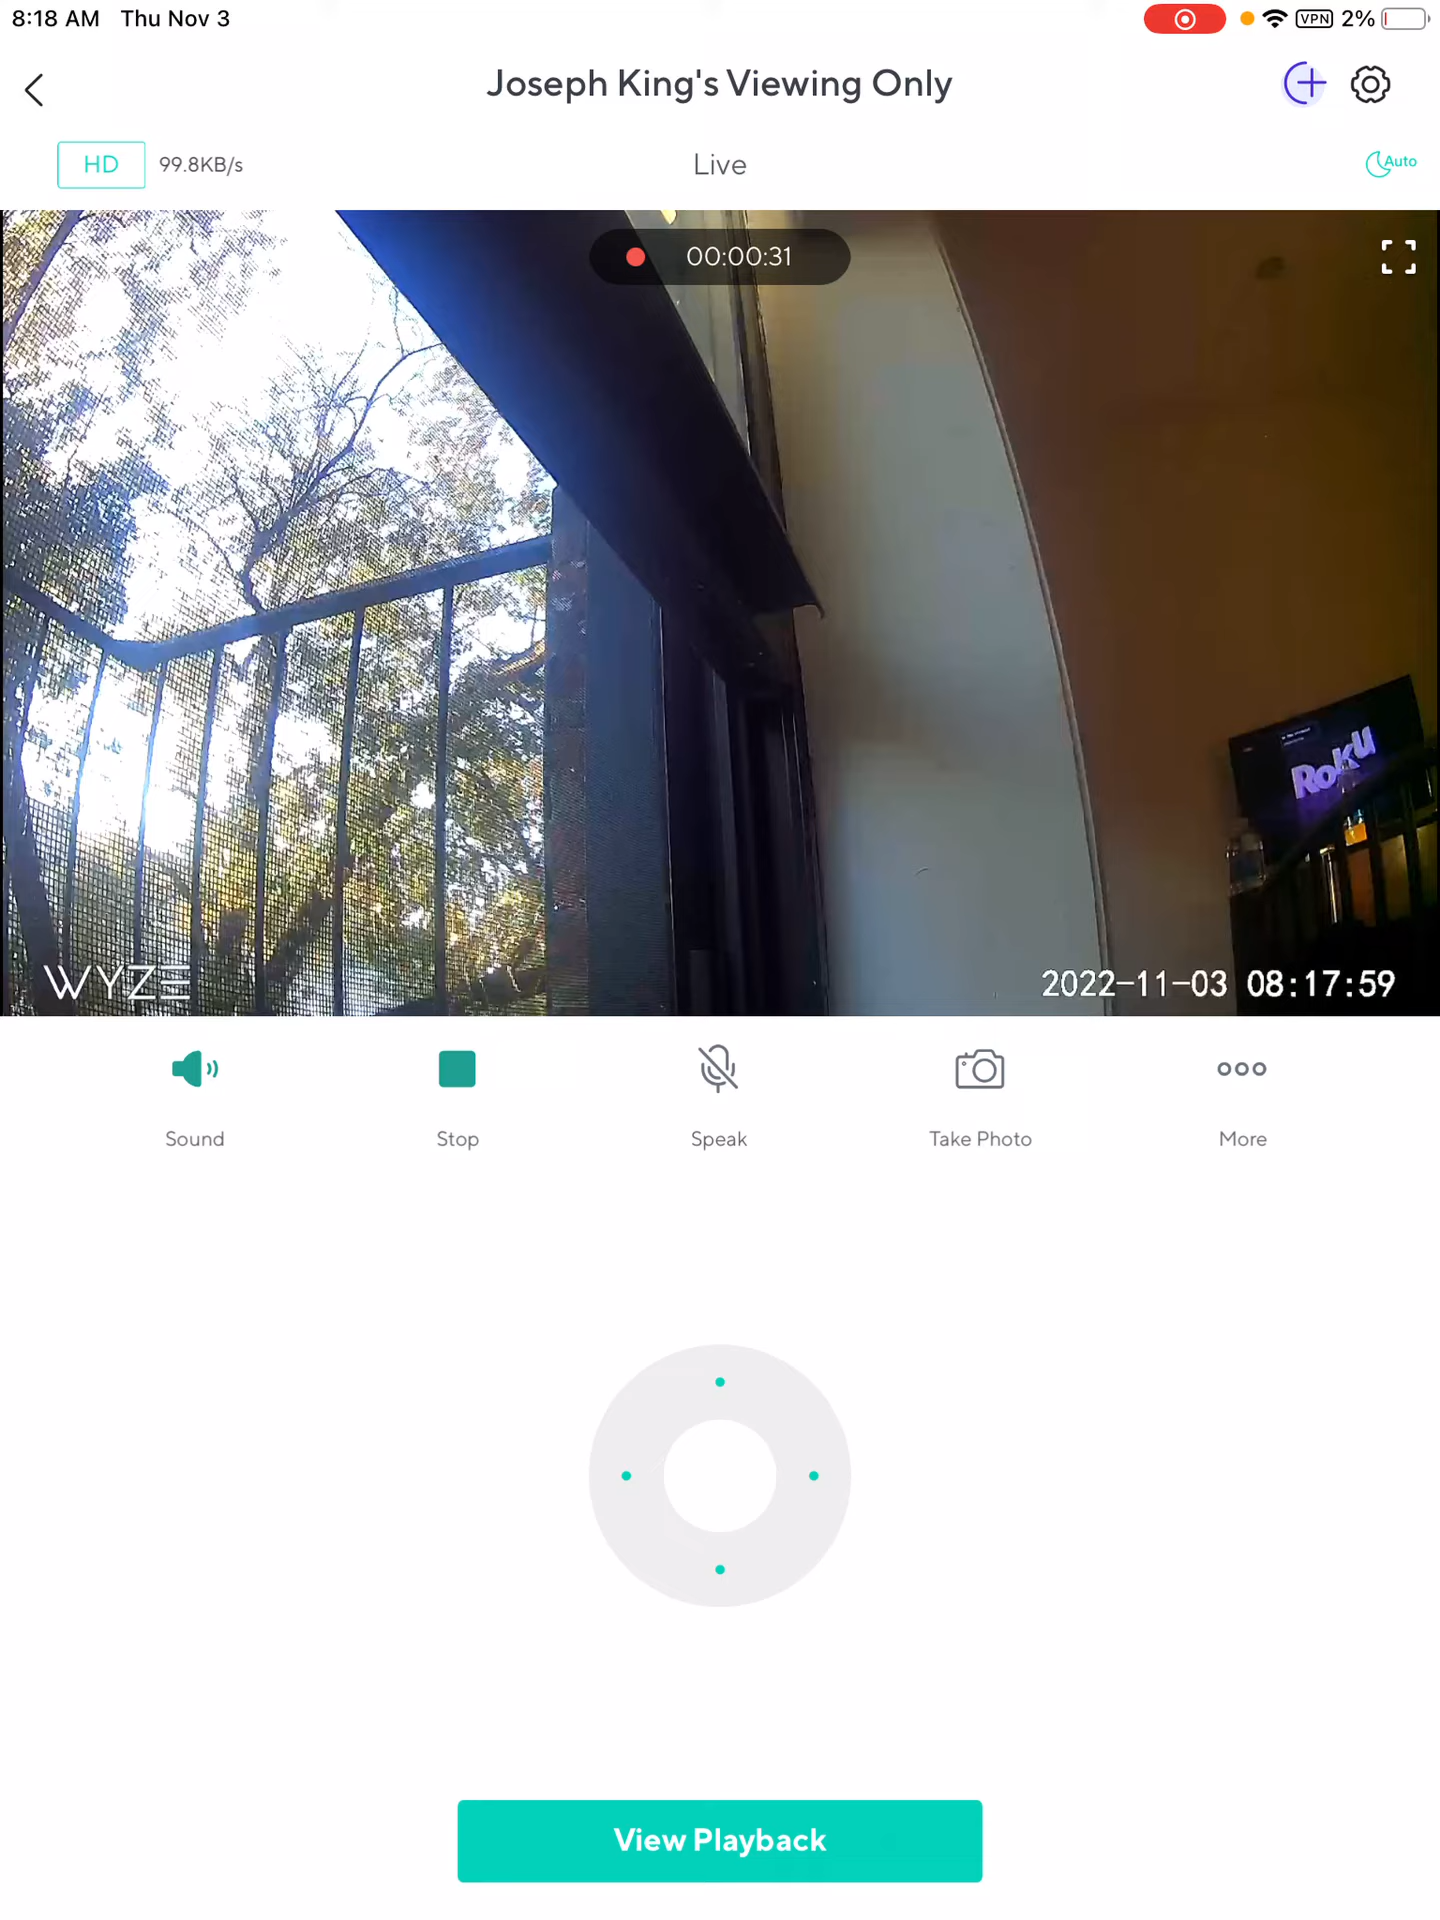 8:18 AM Thu Nov 3 VPN 2%
Joseph King's Viewing Only
HD 99.8KB/s Live Auto
00:00:31
Roku
WYZE 2022-11-03 08:17:59
Sound Stop Speak Take Photo More
View Playback